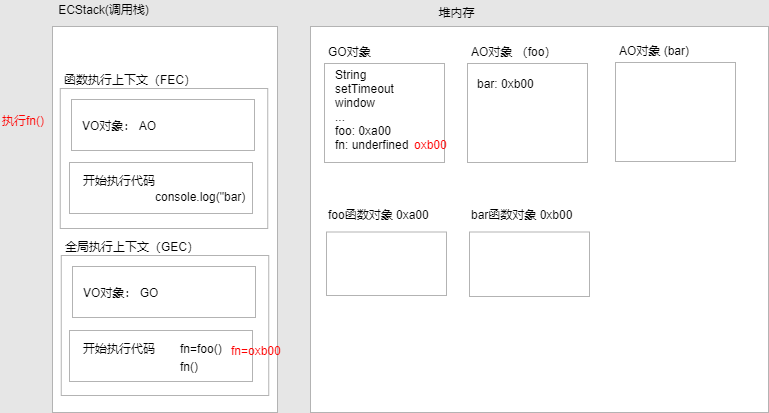 ECStack(调用栈)
函数执行上下文（FEC）
执行fn()
VO对象： AO
开始执行代码
console.log("bar)
全局执行上下文（GEC）
VO对象： GO
开始执行代码 fn=foo() fn=oxb00
fn()
堆内存
GO对象
String
setTimeout
window
...
foo: 0xa00
fn: underfined oxb00
AO对象 （foo）
bar: 0xb00
AO对象 (bar)
foo函数对象 0xa00
bar函数对象 0xb00